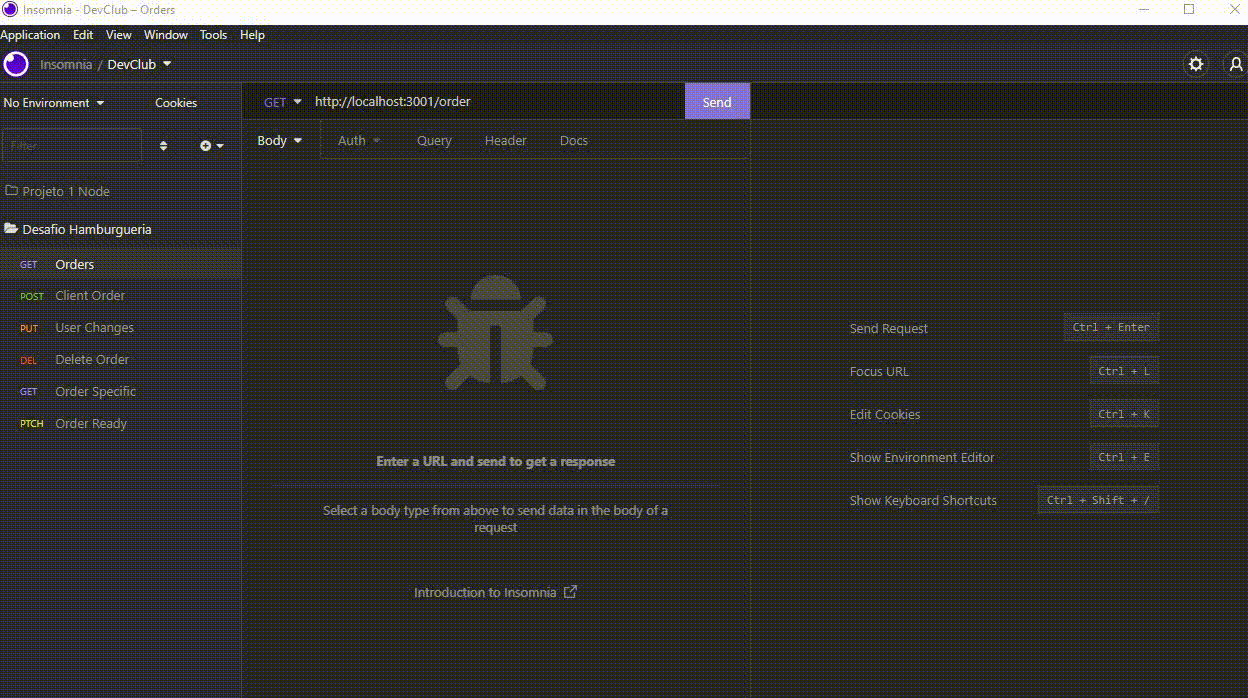 Insomnia - DevClub – Orders
Application Edit View Window Tools Help
Insomnia / DevClub
No Environment Cookies
GET http://localhost:3001/order Send
Filter
Body Auth Query Header Docs
Projeto 1 Node
Desafio Hamburgueria
GET Orders
POST Client Order
PUT User Changes
DEL Delete Order
GET Order Specific
PTCH Order Ready
Enter a URL and send to get a response
Select a body type from above to send data in the body of a
request
Introduction to Insomnia
Send Request Ctrl + Enter
Focus URL Ctrl + L
Edit Cookies Ctrl + K
Show Environment Editor Ctrl + E
Show Keyboard Shortcuts Ctrl + Shift + /